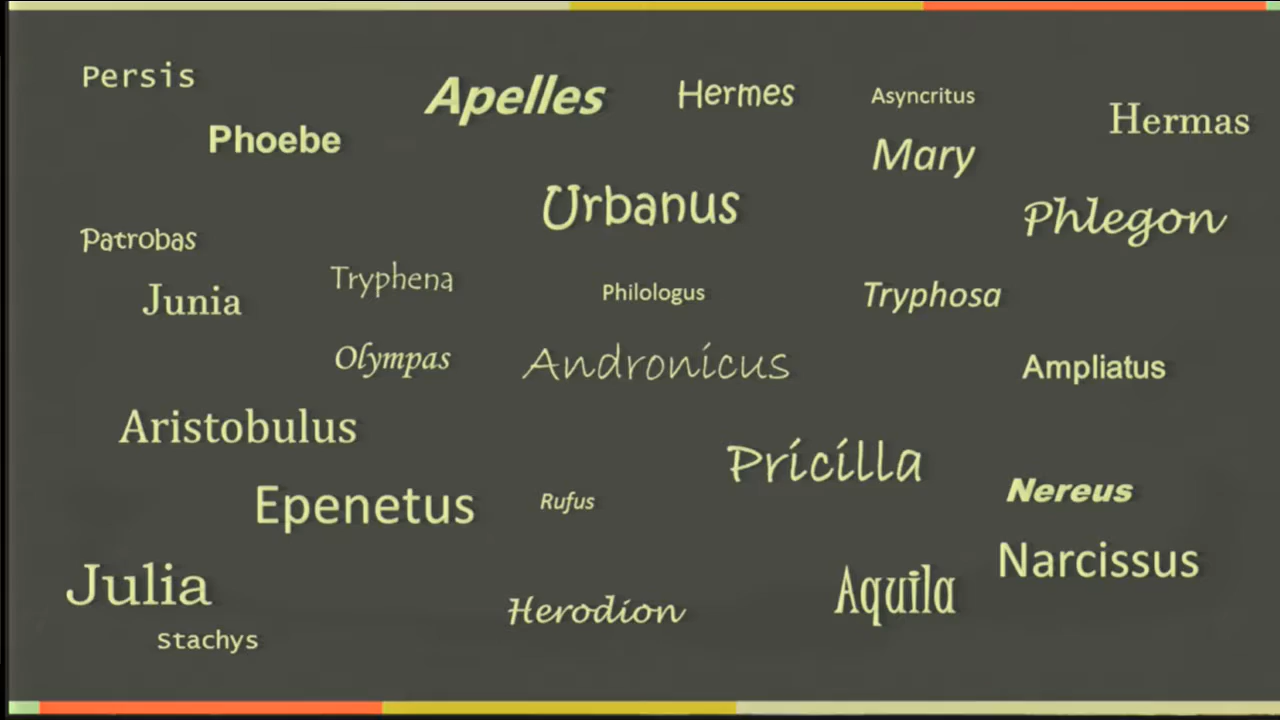 Persis
Apelles
Hermes
Asyncritus
Hermas
Phoebe
Mary
Urbanus
Phlegon
Patrobas
Tryphena
Philologus
Tryphosa
Junia
Olympas
Andronicus
Ampliatus
Aristobulus
Pricilla
Nereus
Epenetus
Rufus
Narcissus
Julia
Aquila
Herodion
Stachys